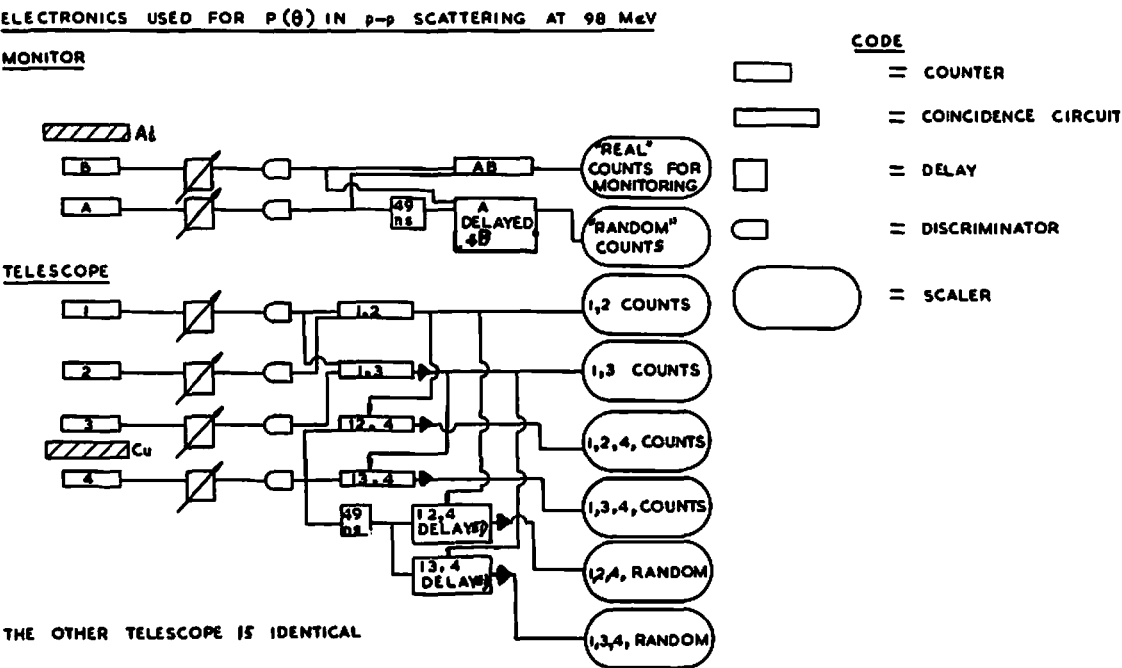 ELECTRONICS USED FOR P(θ) IN p-p SCATTERING AT 98 MeV
MONITOR
Al
B
A
49
ns
AB
A
DELAYED
B
"REAL"
COUNTS FOR
MONITORING
"RANDOM"
COUNTS
TELESCOPE
1
2
3
Cu
4
1,2
1,3
12,4
13,4
49
ns
12,4
DELAYED
13,4
DELAYED
1,2 COUNTS
1,3 COUNTS
1,2,4, COUNTS
1,3,4, COUNTS
1,2,4, RANDOM
1,3,4, RANDOM
THE OTHER TELESCOPE IS IDENTICAL
CODE
= COUNTER
= COINCIDENCE CIRCUIT
= DELAY
= DISCRIMINATOR
= SCALER